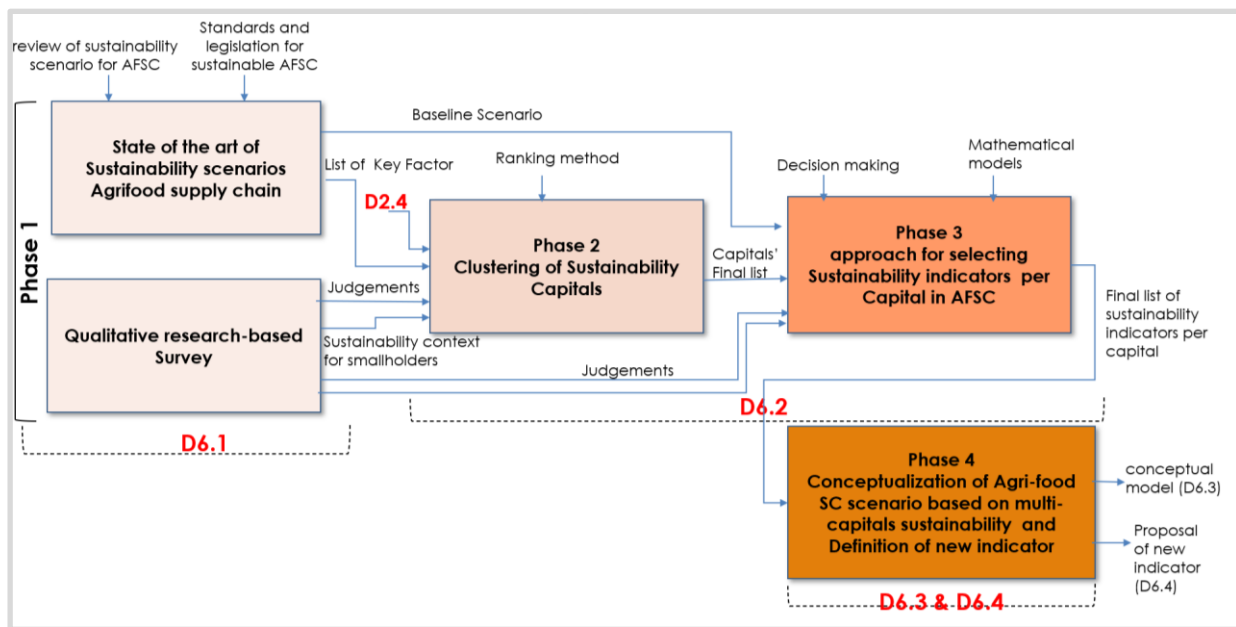 review of sustainability
scenario for AFSC
Standards and
legislation for
sustainable AFSC
Phase 1
State of the art of
Sustainability scenarios
Agrifood supply chain
Baseline Scenario
List of Key Factor
D2.4
Ranking method
Phase 2
Clustering of Sustainability
Capitals
Capitals'
Final list
Decision making
Mathematical
models
Phase 3
approach for selecting
Sustainability indicators per
Capital in AFSC
Final list of
sustainability
indicators per
capital
Qualitative research-based
Survey
Judgements
Sustainability context
for smallholders
Judgements
D6.1
D6.2
Phase 4
Conceptualization of Agri-food
SC scenario based on multi-
capitals sustainability and
Definition of new indicator
conceptual
model (D6.3)
Proposal
of new
indicator
(D6.4)
D6.3 & D6.4